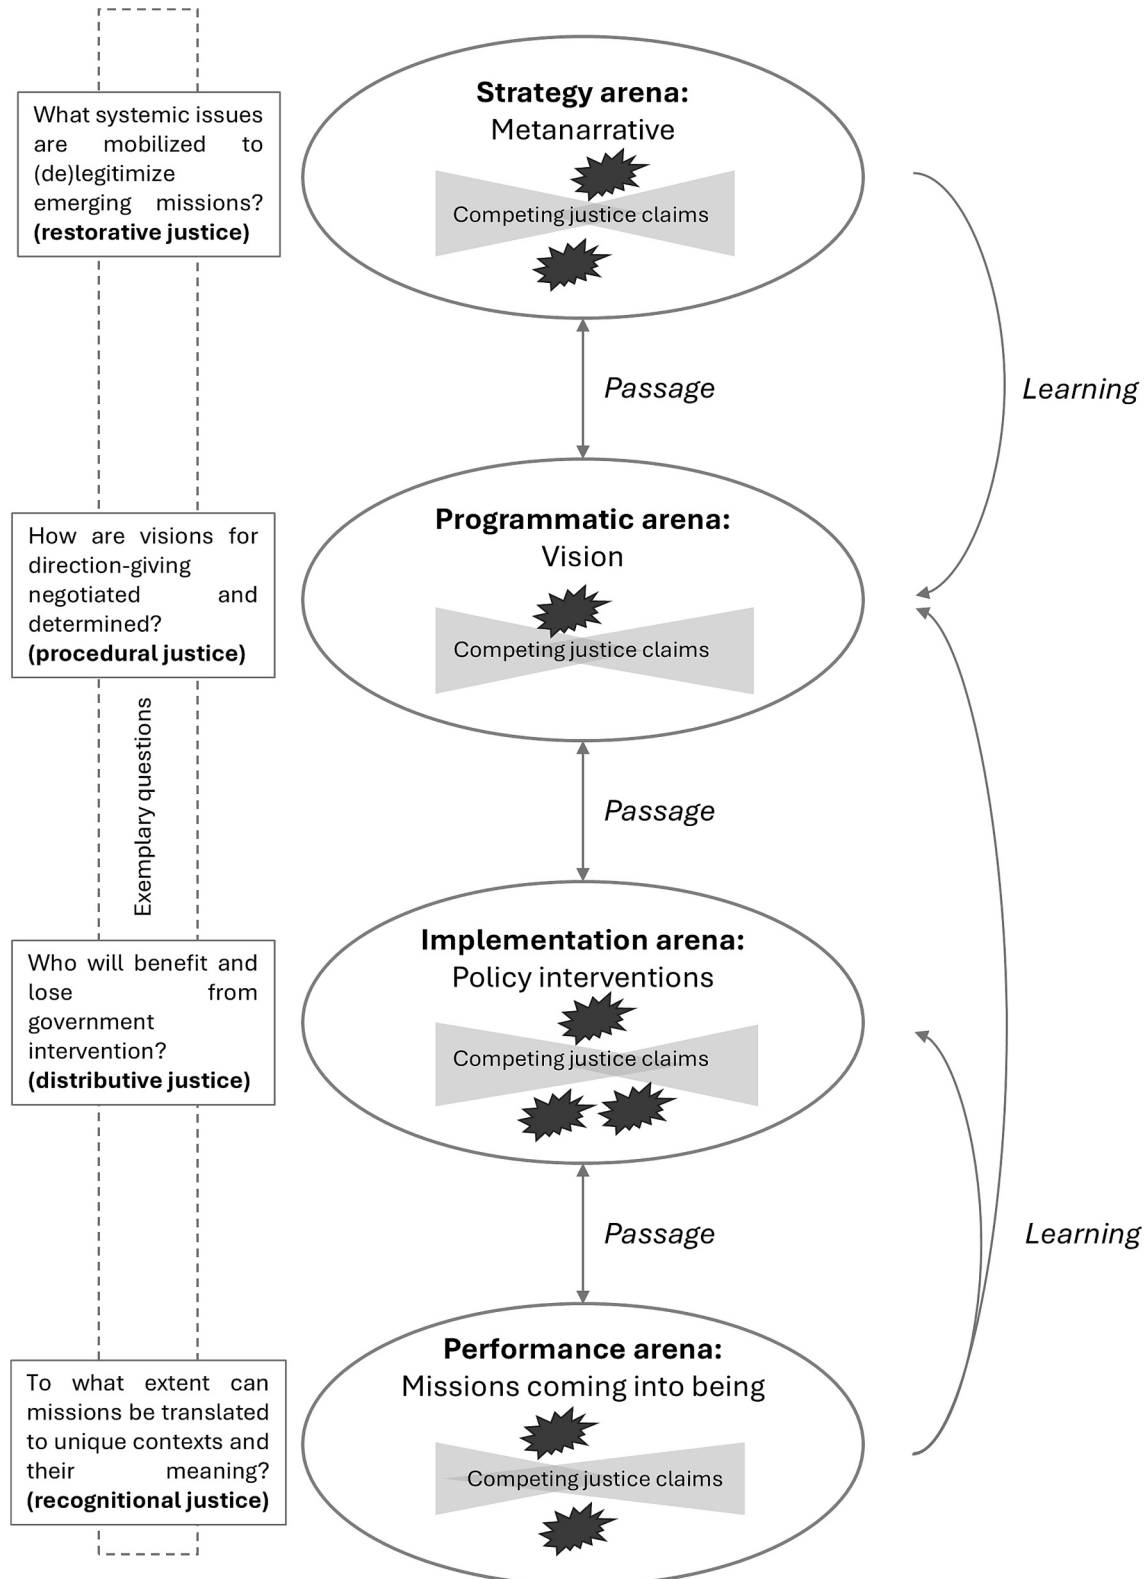 Strategy arena:
Metanarrative
Competing justice claims
What systemic issues
are mobilized to
(de)legitimize
emerging missions?
(restorative justice)
Passage
Learning
Programmatic arena:
Vision
Competing justice claims
How are visions for
direction-giving
negotiated and
determined?
(procedural justice)
Exemplary questions
Passage
Implementation arena:
Policy interventions
Competing justice claims
Who will benefit and
lose from
government
intervention?
(distributive justice)
Passage
Learning
Performance arena:
Missions coming into being
Competing justice claims
To what extent can
missions be translated
to unique contexts and
their meaning?
(recognitional justice)